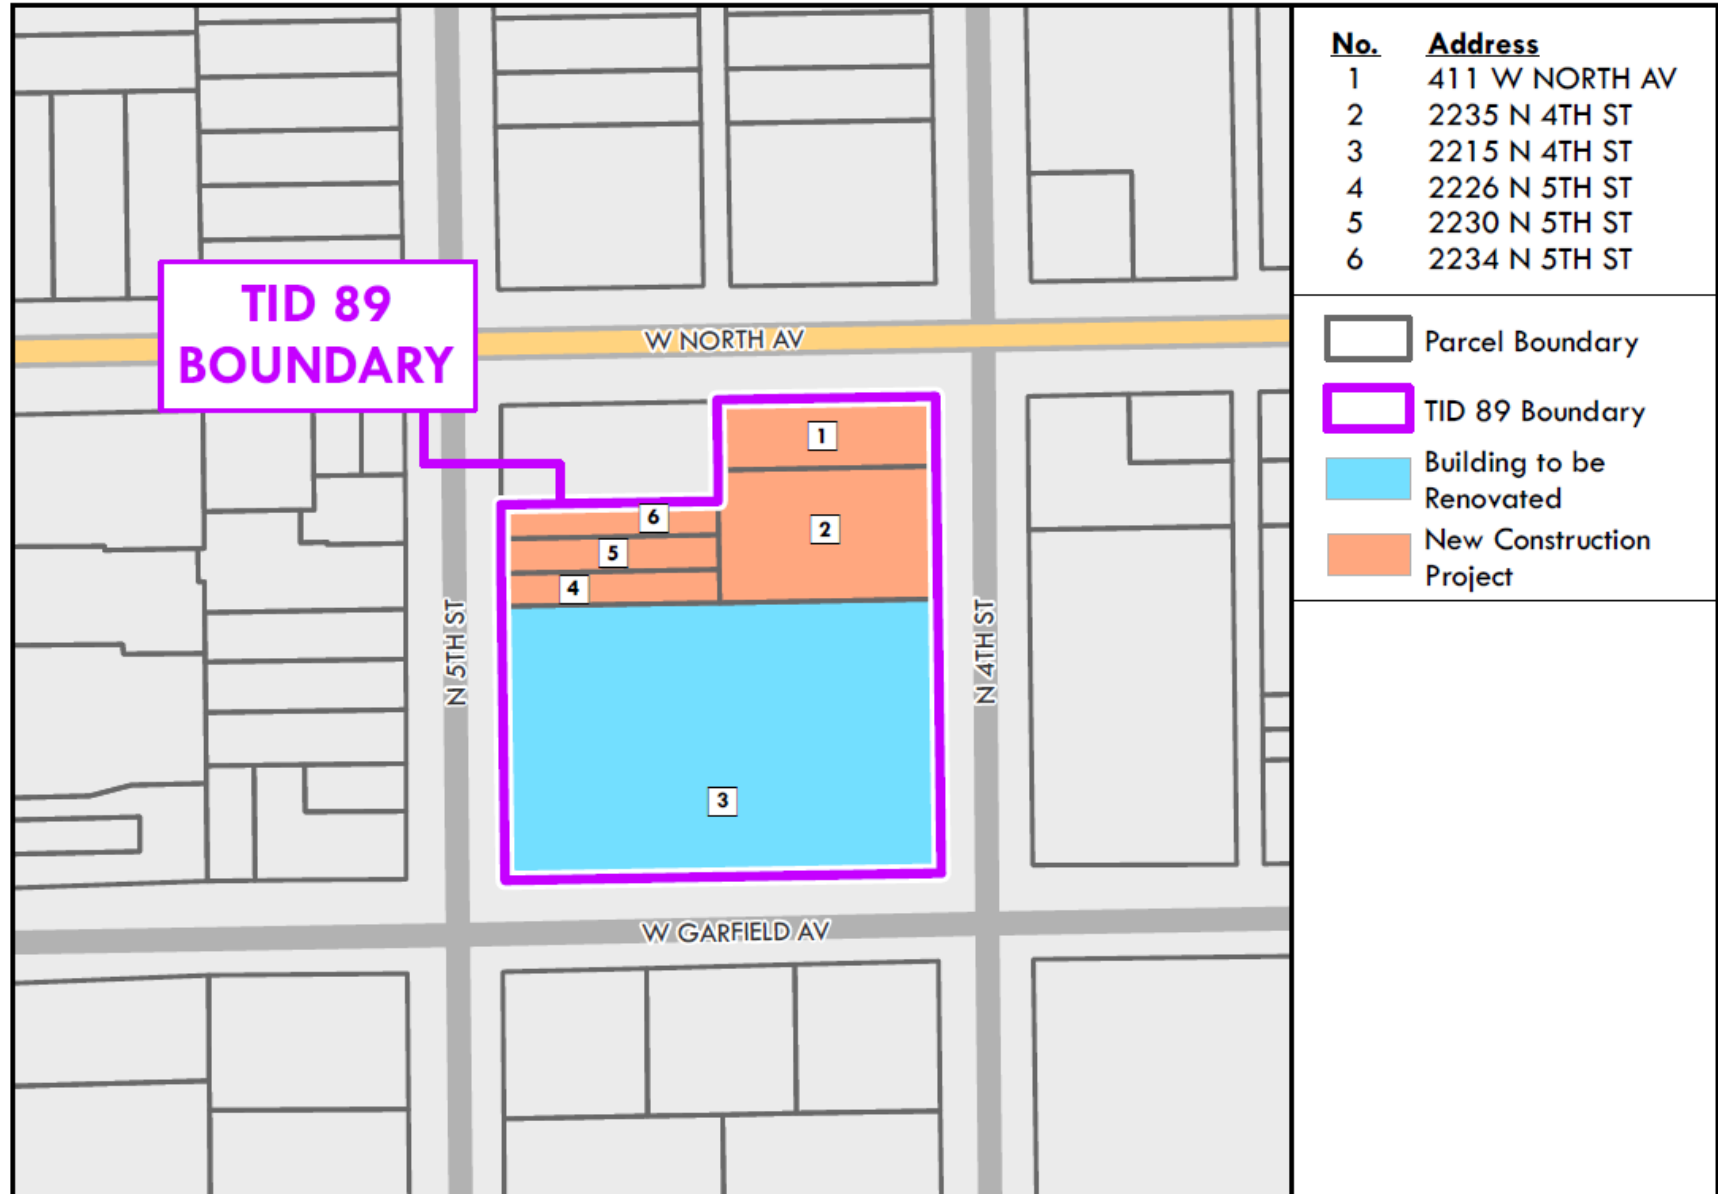 No. Address
1 411 W NORTH AV
2 2235 N 4TH ST
3 2215 N 4TH ST
4 2226 N 5TH ST
5 2230 N 5TH ST
6 2234 N 5TH ST
TID 89
BOUNDARY
W NORTH AV
Parcel Boundary
TID 89 Boundary
Building to be
Renovated
New Construction
Project
1
2
6
5
4
3
N 5TH ST
N 4TH ST
W GARFIELD AV